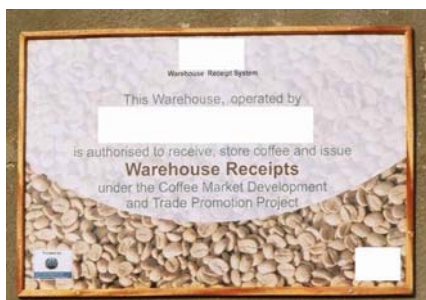 Warehouse Receipt System
This Warehouse, operated by
is authorised to receive, store coffee and issue
Warehouse Receipts
under the Coffee Market Development
and Trade Promotion Project